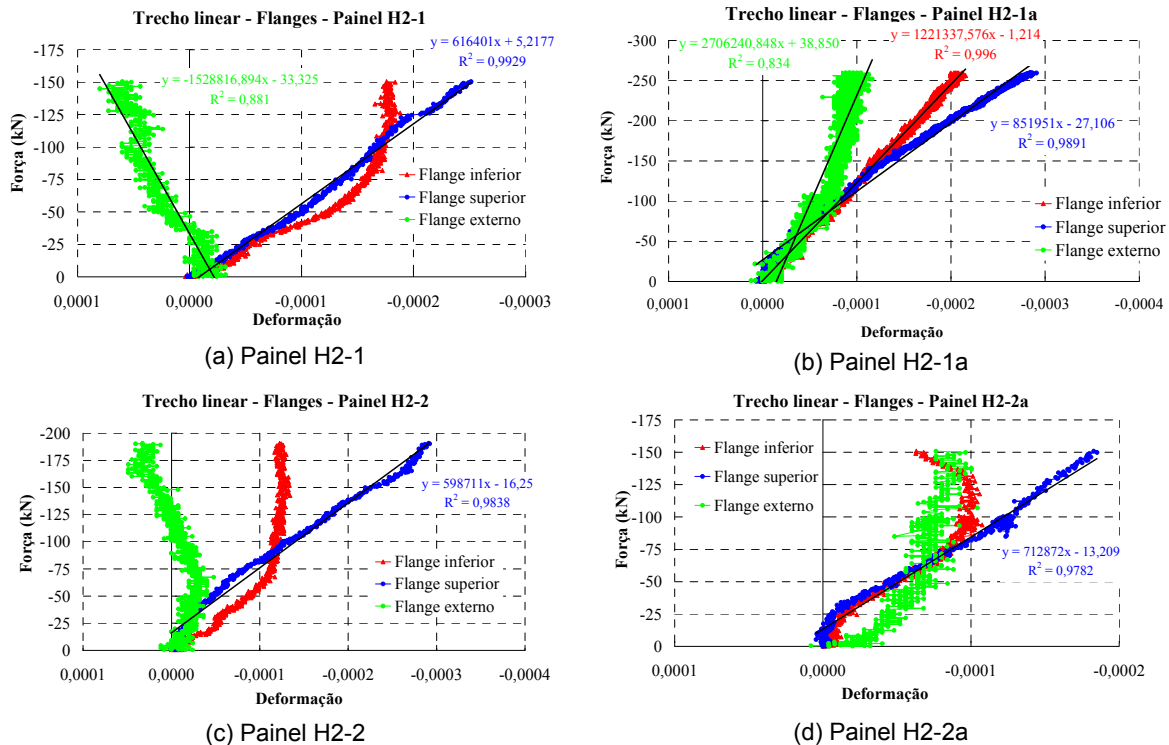 Trecho linear - Flanges - Painel H2-1
-175
-150
-125
-100
-75
-50
-25
0
Força (kN)
y = 616401x + 5,2177
R² = 0,9929
y = -1528816,894x - 33,325
R² = 0,881
Flange inferior
Flange superior
Flange externo
0,0001
0,0000
-0,0001
-0,0002
-0,0003
Deformação
(a) Painel H2-1
Trecho linear - Flanges - Painel H2-1a
-300
-250
-200
-150
-100
-50
0
Força (kN)
y = 2706240,848x + 38,850
R² = 0,834
y = 1221337,576x - 1,214
R² = 0,996
y = 851951x - 27,106
R² = 0,9891
Flange inferior
Flange superior
Flange externo
0,0001
0,0000
-0,0001
-0,0002
-0,0003
-0,0004
Deformação
(b) Painel H2-1a
Trecho linear - Flanges - Painel H2-2
-200
-175
-150
-125
-100
-75
-50
-25
0
Força (kN)
y = 598711x - 16,25
R² = 0,9838
Flange inferior
Flange superior
Flange externo
0,0001
0,0000
-0,0001
-0,0002
-0,0003
-0,0004
Deformação
(c) Painel H2-2
Trecho linear - Flanges - Painel H2-2a
-175
-150
-125
-100
-75
-50
-25
0
Força (kN)
Flange inferior
Flange superior
Flange externo
y = 712872x - 13,209
R² = 0,9782
0,0001
0,0000
-0,0001
-0,0002
Deformação
(d) Painel H2-2a